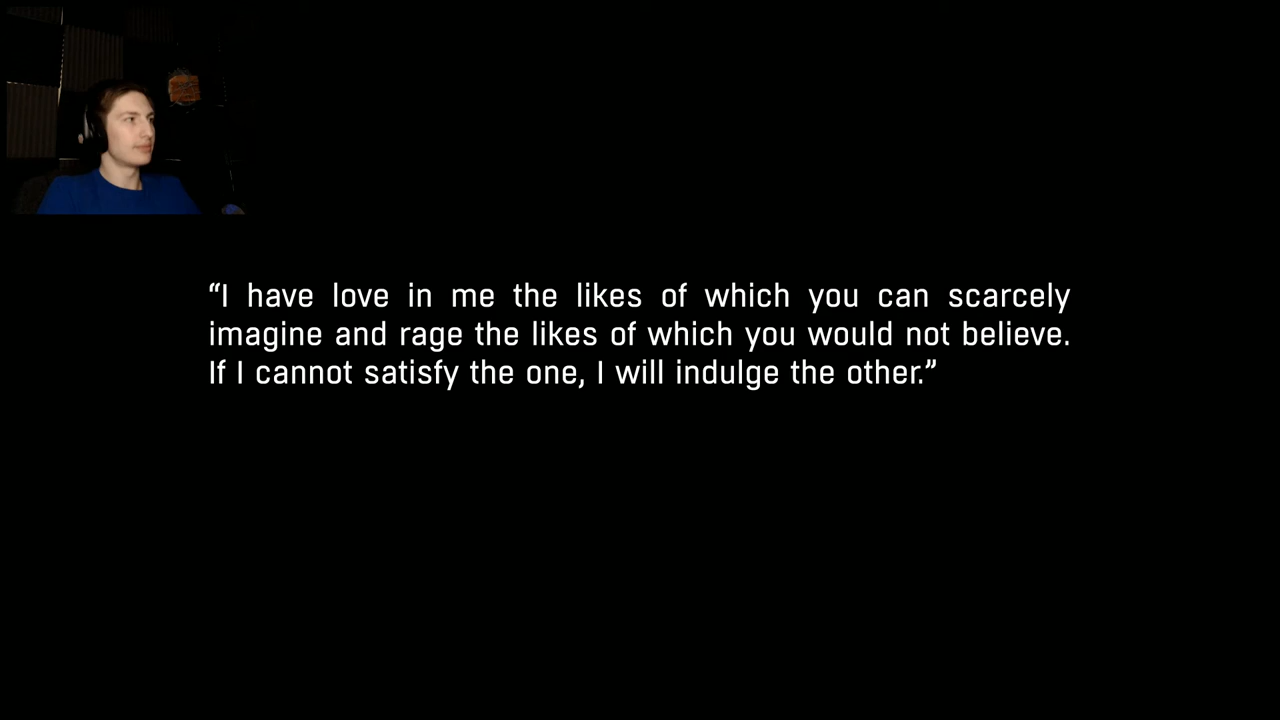 “I have love in me the likes of which you can scarcely
imagine and rage the likes of which you would not believe.
If I cannot satisfy the one, I will indulge the other.”